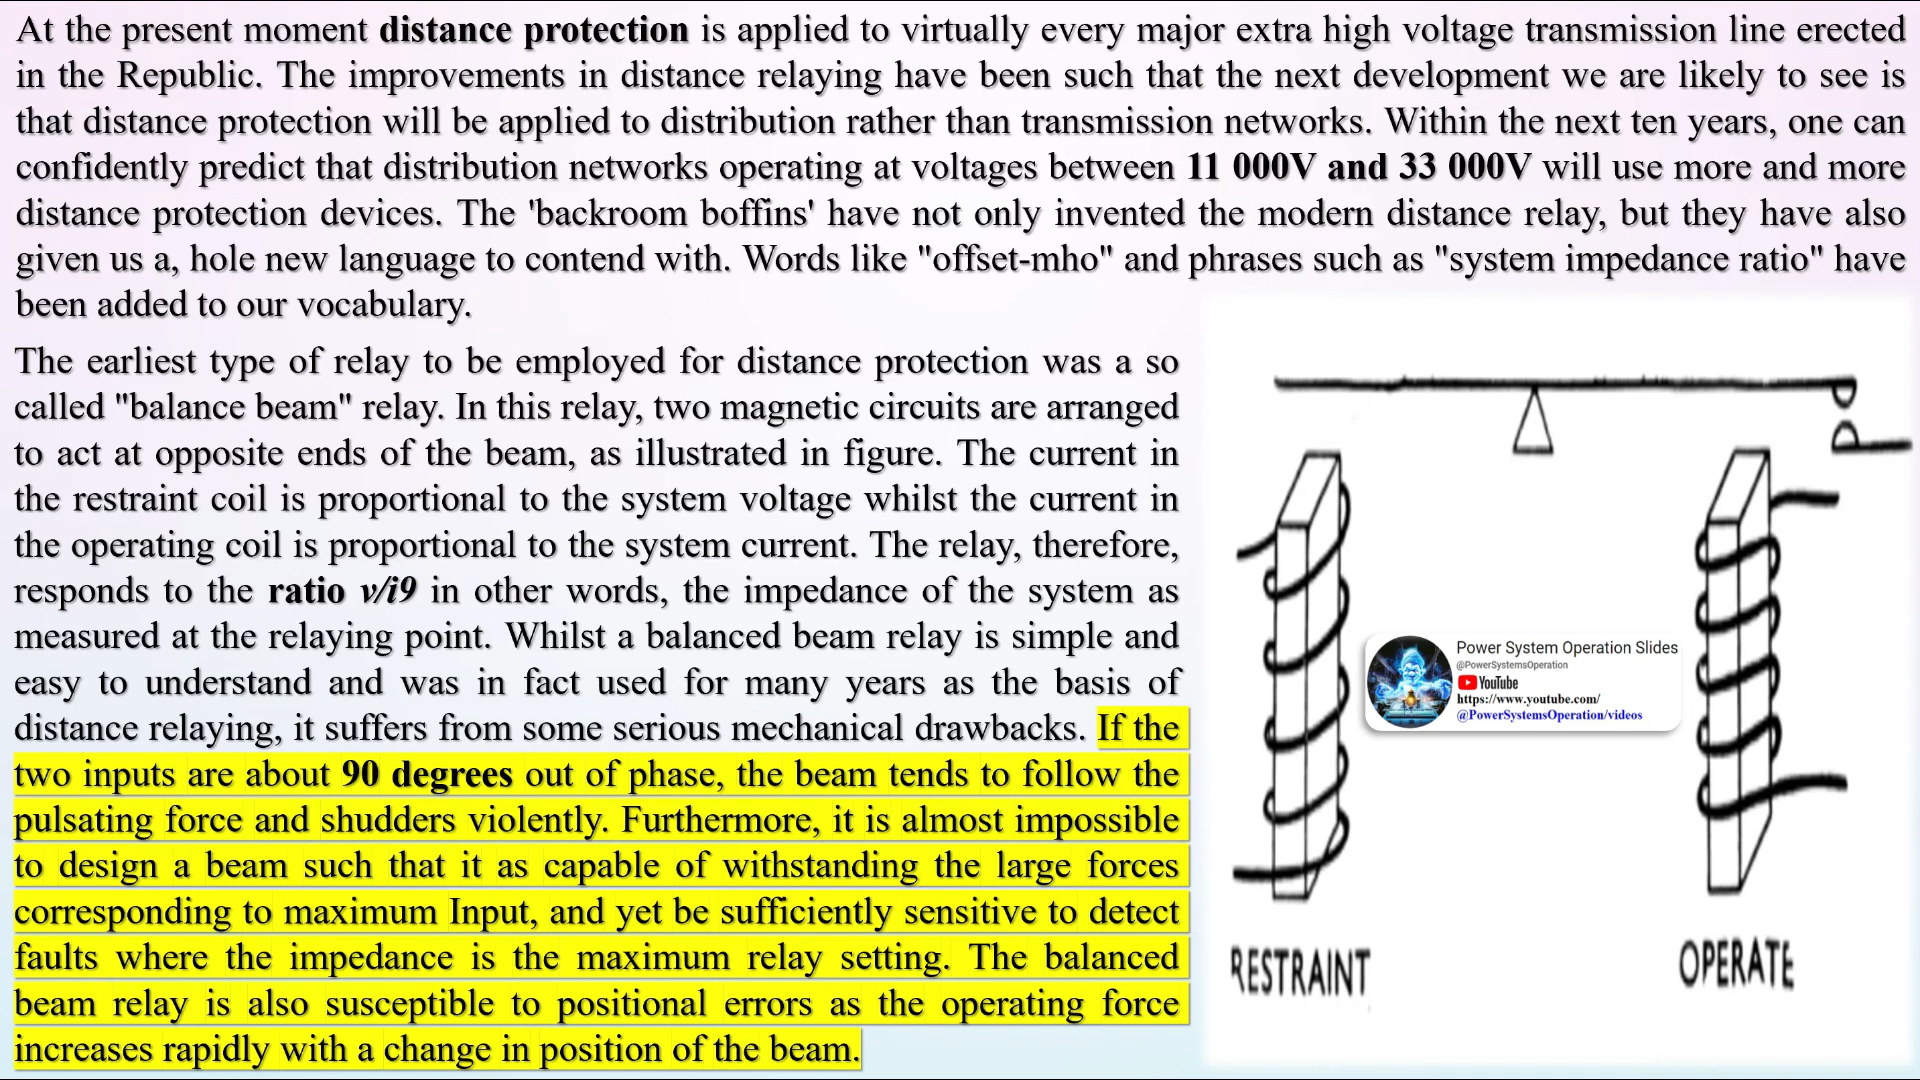 At the present moment distance protection is applied to virtually every major extra high voltage transmission line erected
in the Republic. The improvements in distance relaying have been such that the next development we are likely to see is
that distance protection will be applied to distribution rather than transmission networks. Within the next ten years, one can
confidently predict that distribution networks operating at voltages between 11 000V and 33 000V will use more and more
distance protection devices. The 'backroom boffins' have not only invented the modern distance relay, but they have also
given us a, hole new language to contend with. Words like "offset-mho" and phrases such as "system impedance ratio" have
been added to our vocabulary.
The earliest type of relay to be employed for distance protection was a so
called "balance beam" relay. In this relay, two magnetic circuits are arranged
to act at opposite ends of the beam, as illustrated in figure. The current in
the restraint coil is proportional to the system voltage whilst the current in
the operating coil is proportional to the system current. The relay, therefore,
responds to the ratio v/i9 in other words, the impedance of the system as
measured at the relaying point. Whilst a balanced beam relay is simple and
easy to understand and was in fact used for many years as the basis of
distance relaying, it suffers from some serious mechanical drawbacks. If the
two inputs are about 90 degrees out of phase, the beam tends to follow the
pulsating force and shudders violently. Furthermore, it is almost impossible
to design a beam such that it as capable of withstanding the large forces
corresponding to maximum Input, and yet be sufficiently sensitive to detect
faults where the impedance is the maximum relay setting. The balanced
beam relay is also susceptible to positional errors as the operating force
increases rapidly with a change in position of the beam.
Power System Operation Slides
@PowerSystemsOperation
YouTube
https://www.youtube.com/
@PowerSystemsOperation/videos
RESTRAINT
OPERATE